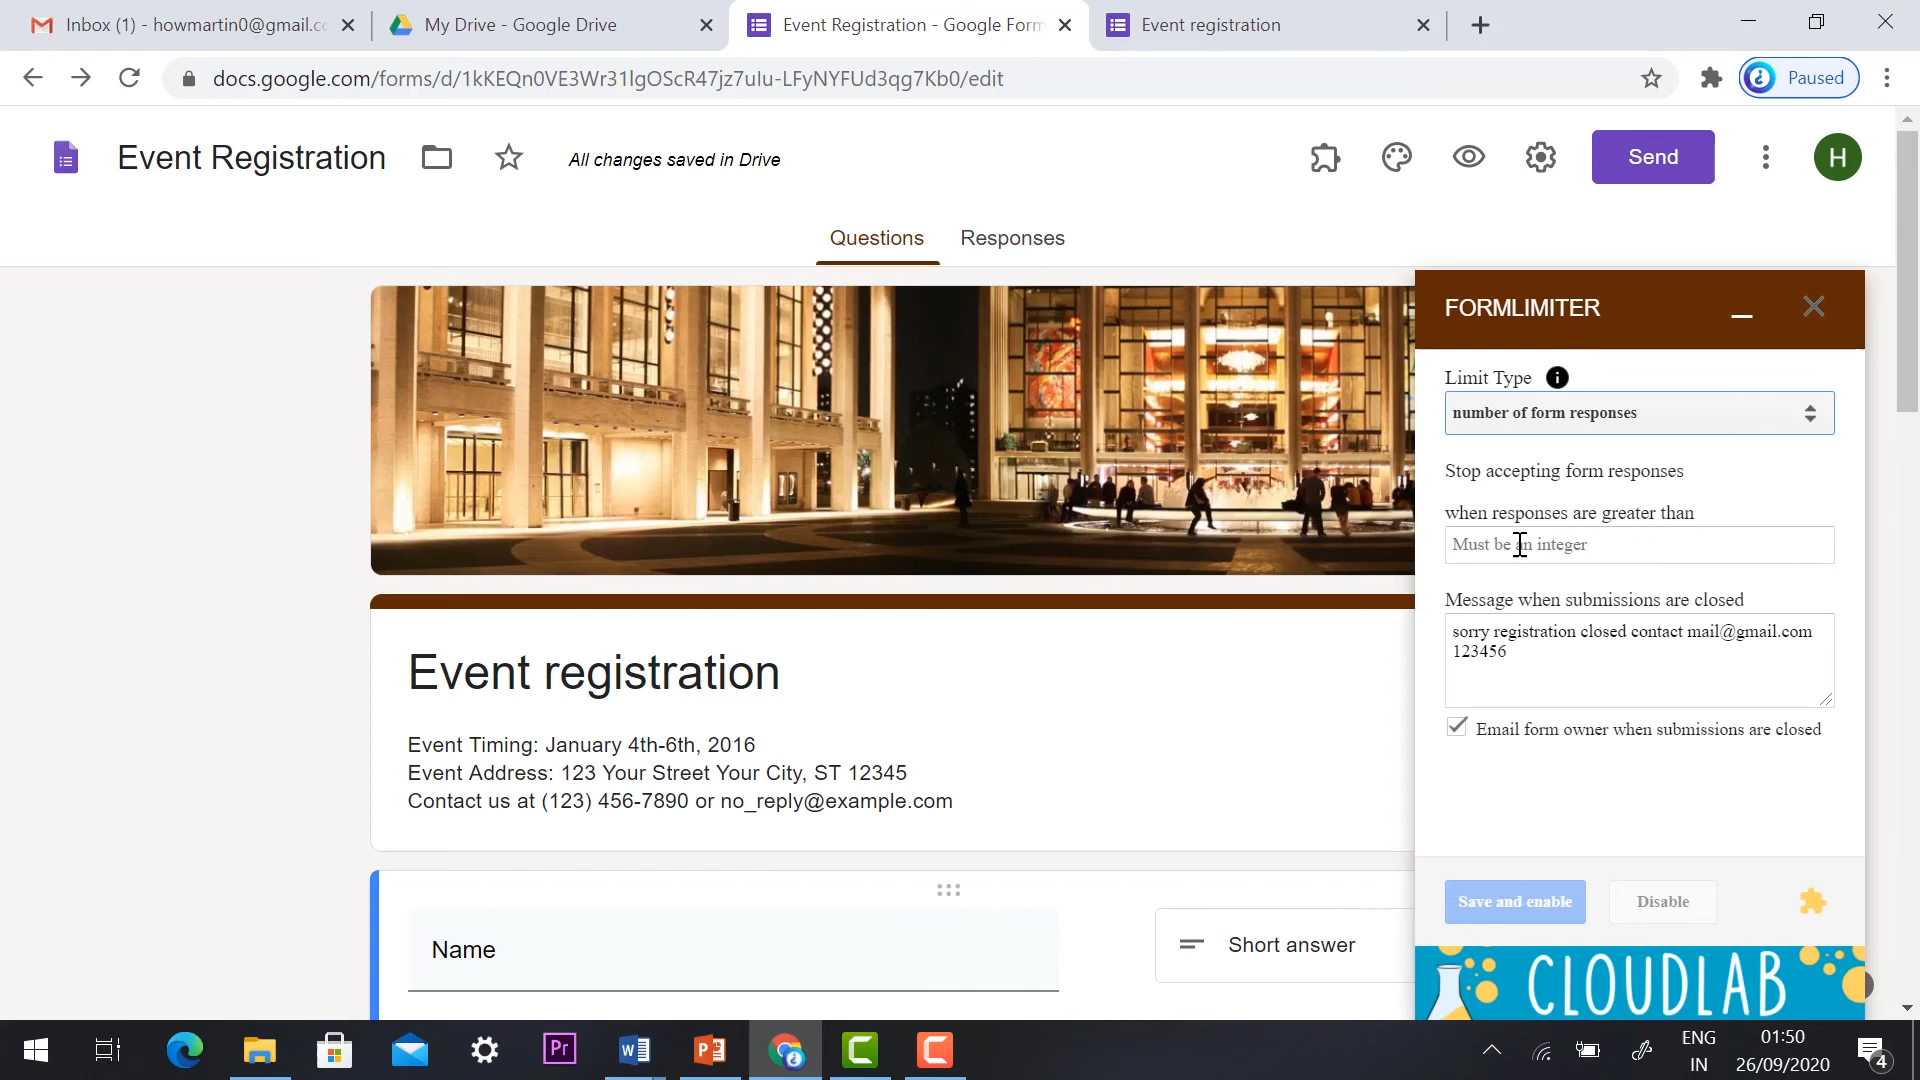 Inbox (1) - howmartin0@gmail.co
My Drive - Google Drive
Event Registration - Google Form
Event registration
docs.google.com/forms/d/1kKEQn0VE3Wr31lgOScR47jz7uIu-LFyNYFUd3qg7Kb0/edit
Paused
Event Registration
All changes saved in Drive
Send
H
Questions
Responses
FORMLIMITER
Limit Type
number of form responses
Stop accepting form responses
when responses are greater than
Must be an integer
Message when submissions are closed
sorry registration closed contact mail@gmail.com
123456
Email form owner when submissions are closed
Save and enable
Disable
CLOUDLAB
Event registration
Event Timing: January 4th-6th, 2016
Event Address: 123 Your Street Your City, ST 12345
Contact us at (123) 456-7890 or no_reply@example.com
Name
Short answer
Pr
ENG
IN
01:50
26/09/2020
4